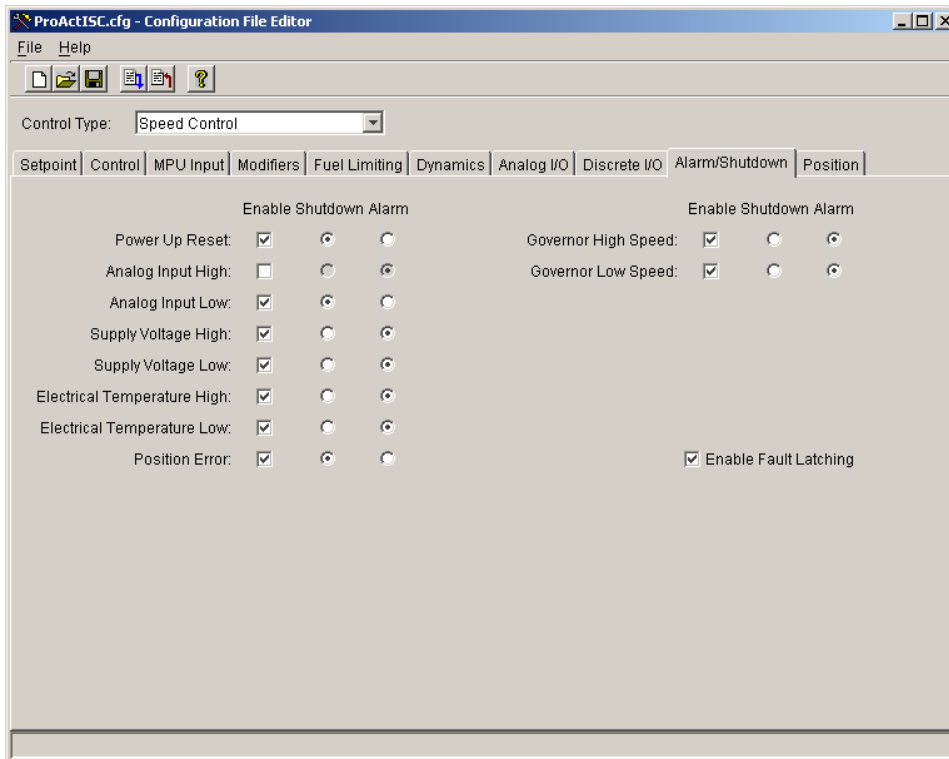 ProActISC.cfg - Configuration File Editor
File Help
Control Type: Speed Control
Setpoint Control MPU Input Modifiers Fuel Limiting Dynamics Analog I/O Discrete I/O Alarm/Shutdown Position
Enable Shutdown Alarm Enable Shutdown Alarm
Power Up Reset: Governor High Speed:
Analog Input High: Governor Low Speed:
Analog Input Low:
Supply Voltage High:
Supply Voltage Low:
Electrical Temperature High:
Electrical Temperature Low:
Position Error: Enable Fault Latching